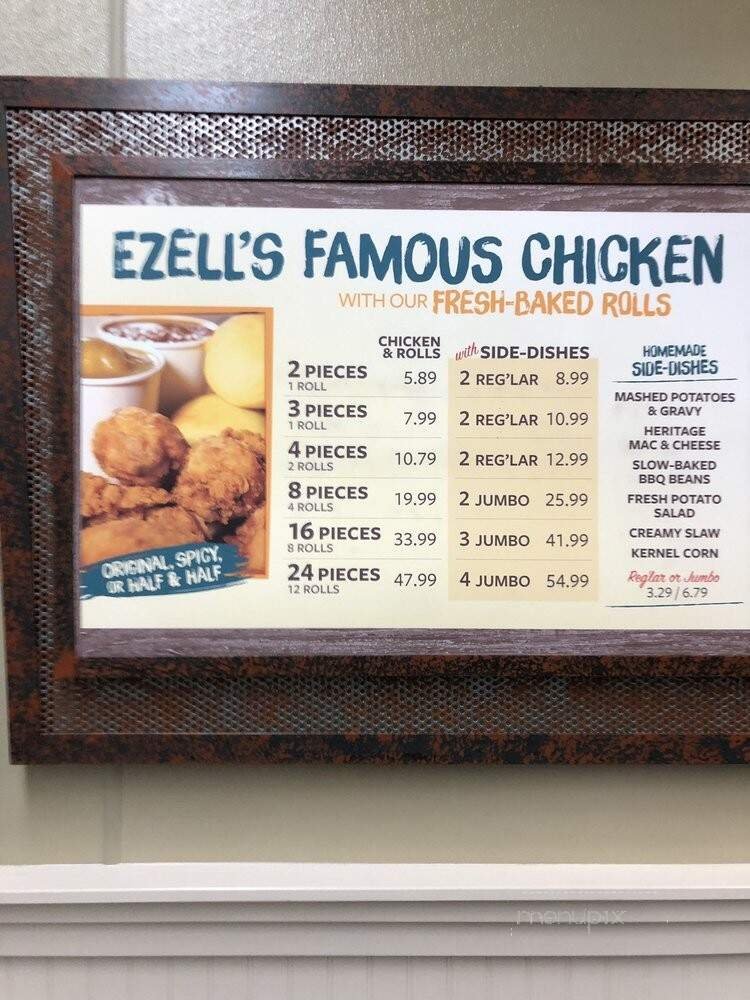 EZELL'S FAMOUS CHICKEN
WITH OUR FRESH-BAKED ROLLS
CHICKEN
& ROLLS
with SIDE-DISHES
2 PIECES 5.89 2 REG'LAR 8.99
1 ROLL
3 PIECES 7.99 2 REG'LAR 10.99
1 ROLL
4 PIECES 10.79 2 REG'LAR 12.99
2 ROLLS
8 PIECES 19.99 2 JUMBO 25.99
4 ROLLS
16 PIECES 33.99 3 JUMBO 41.99
8 ROLLS
24 PIECES 47.99 4 JUMBO 54.99
12 ROLLS
HOMEMADE
SIDE-DISHES
MASHED POTATOES
& GRAVY
HERITAGE
MAC & CHEESE
SLOW-BAKED
BBQ BEANS
FRESH POTATO
SALAD
CREAMY SLAW
KERNEL CORN
Reg'lar or Jumbo
3.29 / 6.79
ORIGINAL, SPICY,
OR HALF & HALF
menupix